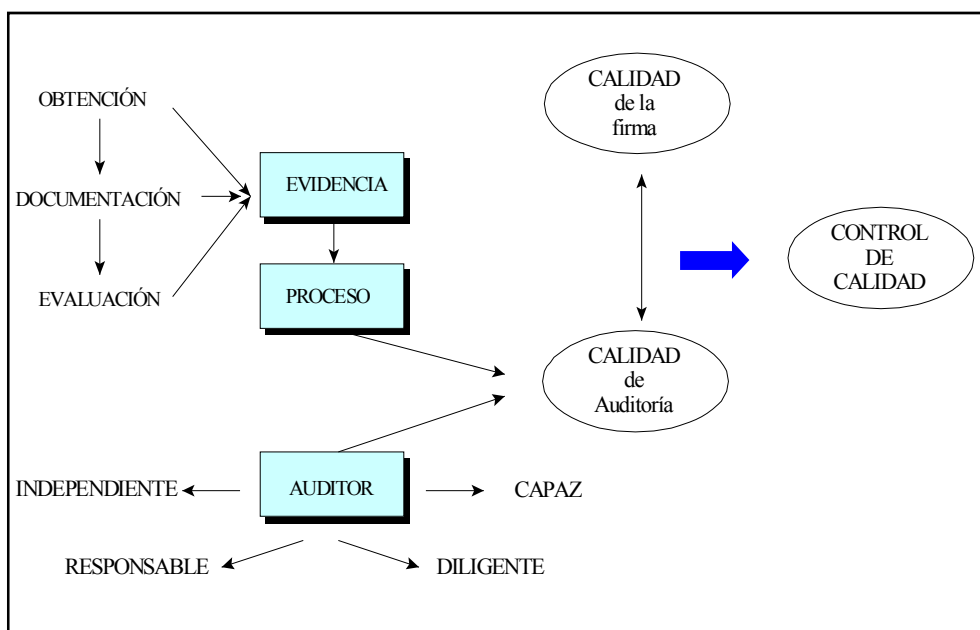 OBTENCIÓN
DOCUMENTACIÓN
EVALUACIÓN
EVIDENCIA
PROCESO
CALIDAD
de la
firma
CONTROL
DE
CALIDAD
CALIDAD
de
Auditoría
INDEPENDIENTE
AUDITOR
CAPAZ
RESPONSABLE
DILIGENTE